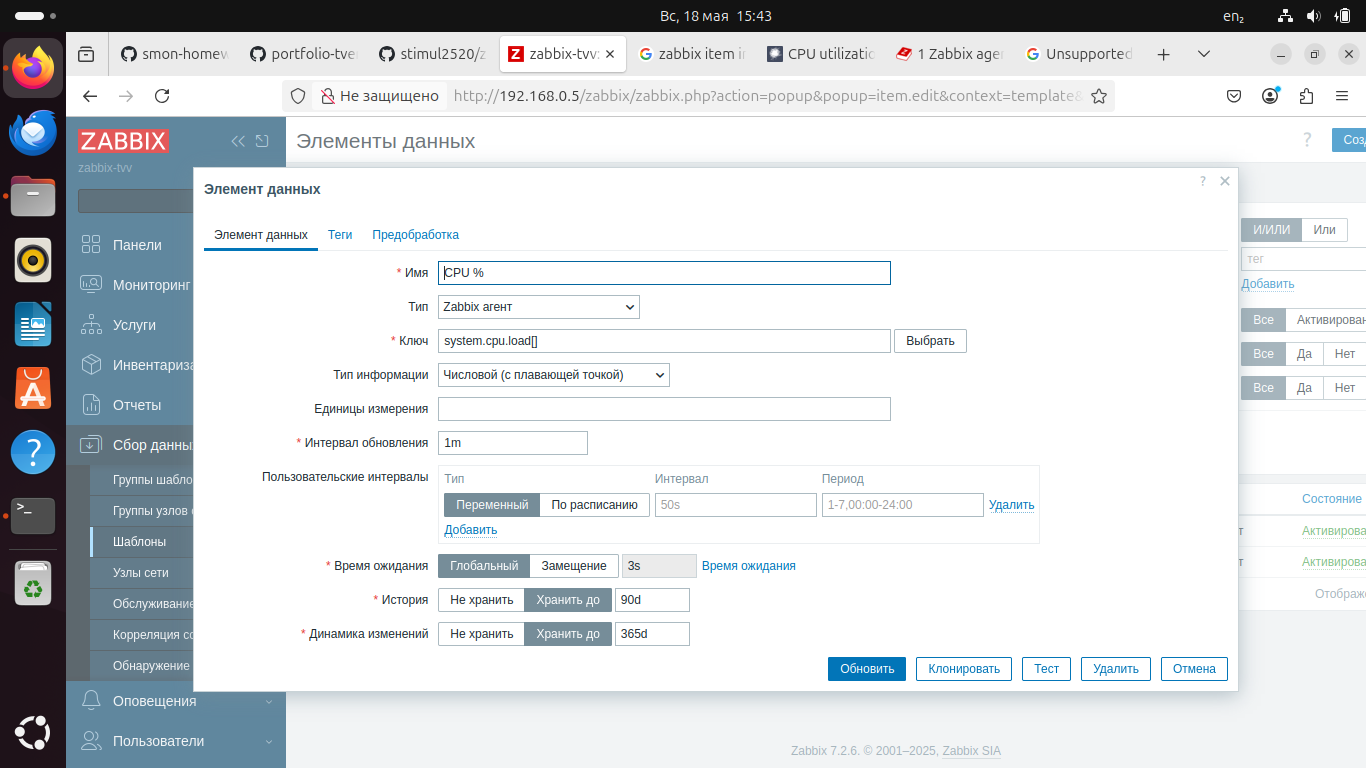 Вс, 18 мая 15:43
en₂
smon-homew
portfolio-tve
stimul2520/z
zabbix-tvv:
zabbix item in
CPU utilizatio
1 Zabbix agen
Unsupported
Не защищено
http://192.168.0.5/zabbix/zabbix.php?action=popup&popup=item.edit&context=template&
ZABBIX
zabbix-tvv
Элементы данных
?
Созд
Панели
Мониторинг
Услуги
Инвентариза
Отчеты
Сбор данны
Группы шабло
Группы узлов
Шаблоны
Узлы сети
Обслуживание
Корреляция со
Обнаружение
Оповещения
Пользователи
Элемент данных
?
Элемент данных Теги Предобработка
* Имя CPU %
Тип Zabbix агент
* Ключ system.cpu.load[] Выбрать
Тип информации Числовой (с плавающей точкой)
Единицы измерения
* Интервал обновления 1m
Пользовательские интервалы Тип Интервал Период
Переменный По расписанию 50s 1-7,00:00-24:00 Удалить
Добавить
* Время ожидания Глобальный Замещение 3s Время ожидания
* История Не хранить Хранить до 90d
* Динамика изменений Не хранить Хранить до 365d
Обновить Клонировать Тест Удалить Отмена
И/ИЛИ Или
тег
Добавить
Все Активирован
Все Да Нет
Все Да Нет
Состояние
т Активирова
т Активирова
Отображе
Zabbix 7.2.6. © 2001–2025, Zabbix SIA